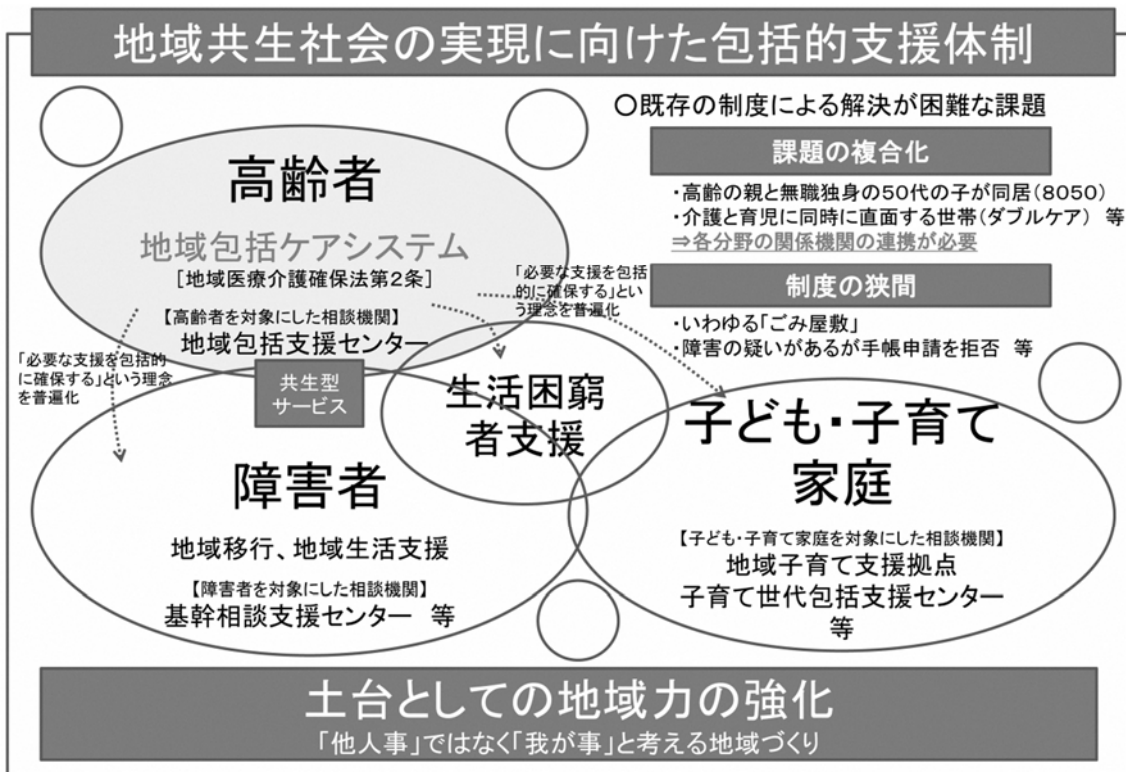 地域共生社会の実現に向けた包括的支援体制
〇既存の制度による解決が困難な課題
課題の複合化
・高齢の親と無職独身の50代の子が同居(8050)
・介護と育児に同時に直面する世帯(ダブルケア) 等
⇒各分野の関係機関の連携が必要
制度の狭間
・いわゆる「ごみ屋敷」
・障害の疑いがあるが手帳申請を拒否 等
高齢者
地域包括ケアシステム
[地域医療介護確保法第2条]
【高齢者を対象にした相談機関】
地域包括支援センター
「必要な支援を包括
的に確保する」とい
う理念を普遍化
「必要な支援を包括的
に確保する」という理念
を普遍化
共生型
サービス
生活困窮
者支援
障害者
地域移行、地域生活支援
【障害者を対象にした相談機関】
基幹相談支援センター 等
子ども・子育て
家庭
【子ども・子育て家庭を対象にした相談機関】
地域子育て支援拠点
子育て世代包括支援センター
等
土台としての地域力の強化
「他人事」ではなく「我が事」と考える地域づくり